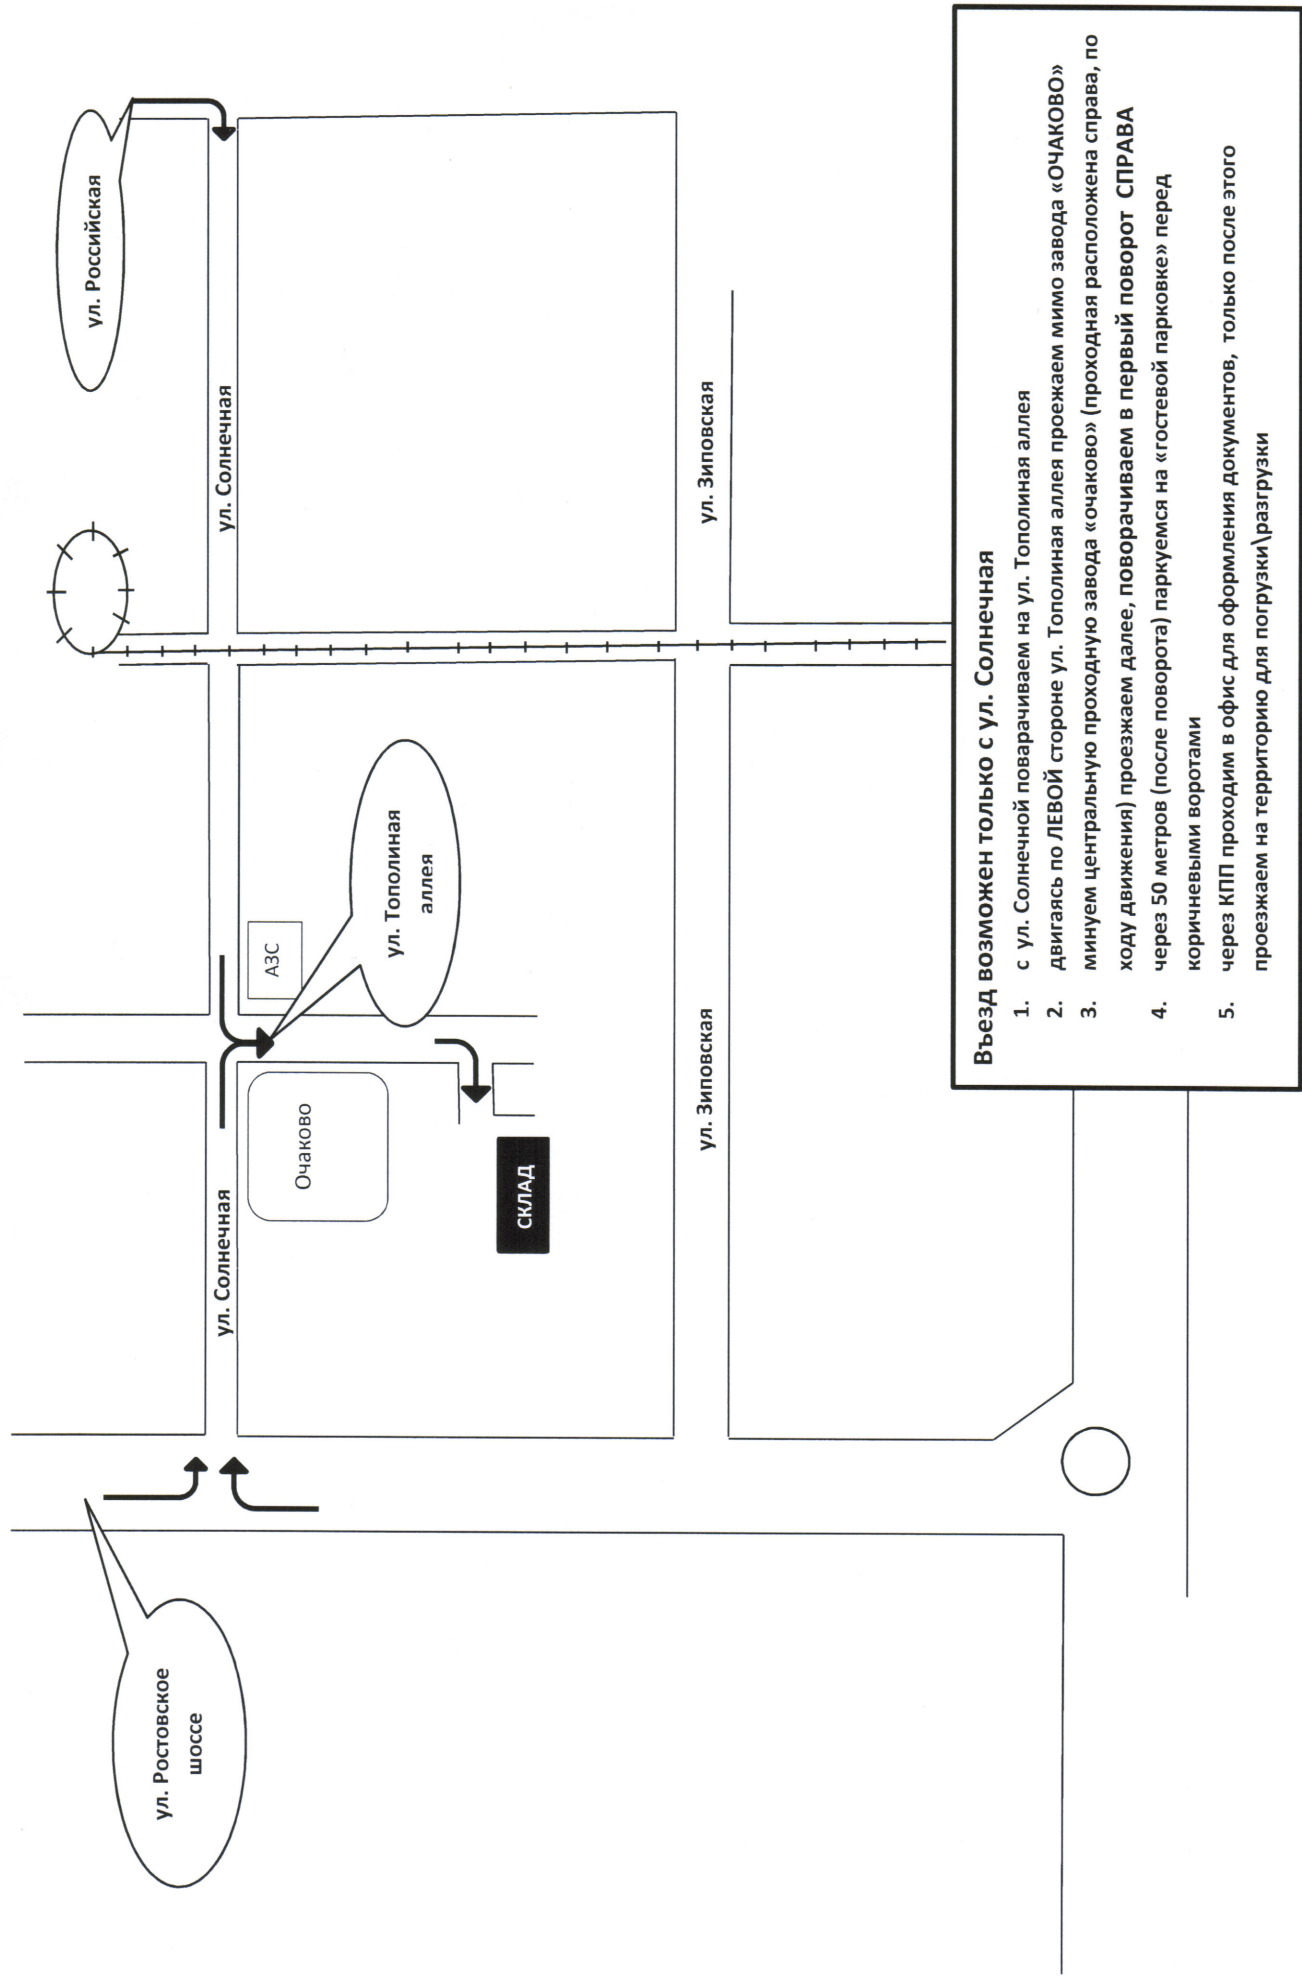 ул. Российская
ул. Солнечная
ул. Ростовское
шоссе
ул. Солнечная
Очаково
АЗС
ул. Тополиная
аллея
СКЛАД
ул. Зиповская
ул. Зиповская
Въезд возможен только с ул. Солнечная
1. с ул. Солнечной поварачиваем на ул. Тополиная аллея
2. двигаясь по ЛЕВОЙ стороне ул. Тополиная аллея проежаем мимо завода «ОЧАКОВО»
3. минуем центральную проходную завода «очаково» (проходная расположена справа, по
ходу движения) проезжаем далее, поворачиваем в первый поворот СПРАВА
4. через 50 метров (после поворота) паркуемся на «гостевой парковке» перед
коричневыми воротами
5. через КПП проходим в офис для оформления документов, только после этого
проезжаем на территорию для погрузки\разгрузки